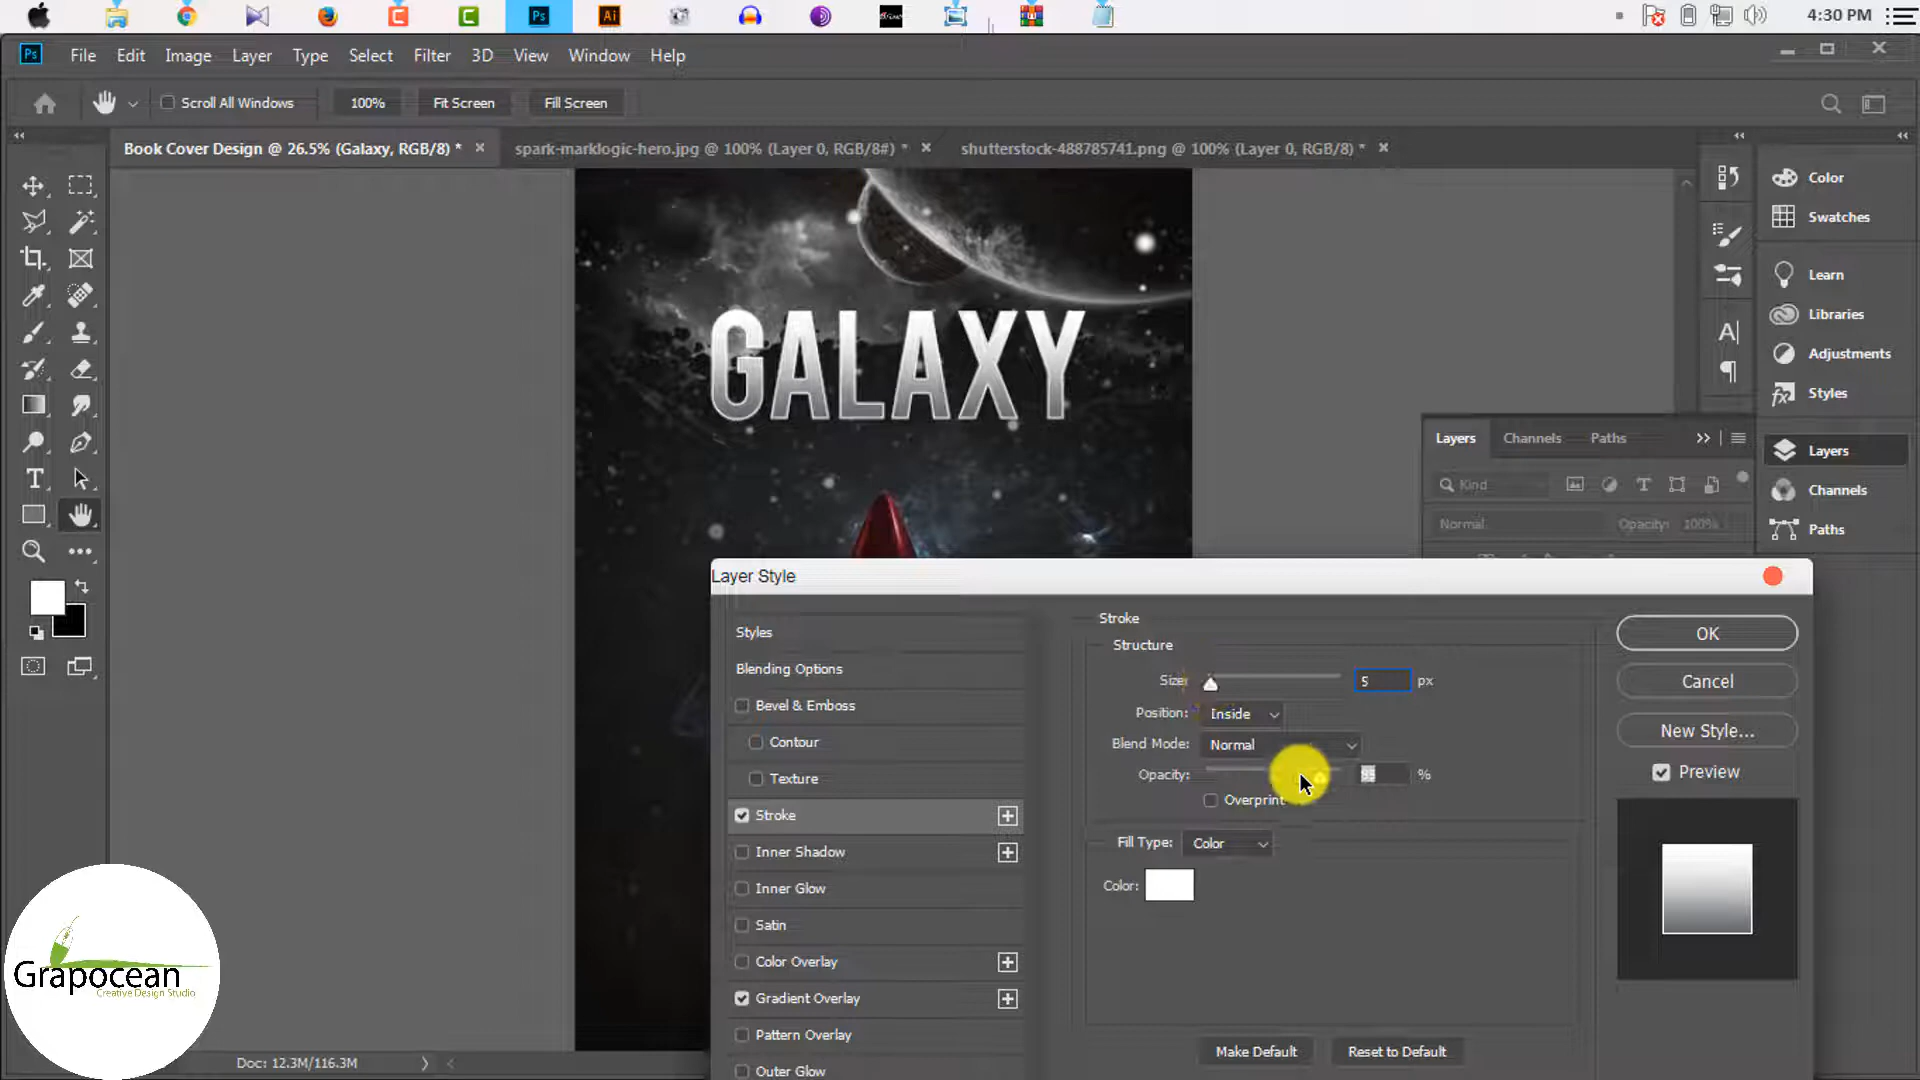 4:30 PM
Ps
Ai
Ps
File Edit Image Layer Type Select Filter 3D View Window Help
Scroll All Windows
100%
Fit Screen
Fill Screen
Book Cover Design @ 26.5% (Galaxy, RGB/8) *
spark-marklogic-hero.jpg @ 100% (Layer 0, RGB/8#) *
shutterstock-488785741.png @ 100% (Layer 0, RGB/8) *
GALAXY
Color
Swatches
Learn
Libraries
Adjustments
Styles
Layers
Channels
Paths
Layers
Channels
Paths
Kind
Normal
Opacity: 100%
Layer Style
Styles
Blending Options
Bevel & Emboss
Contour
Texture
Stroke
Inner Shadow
Inner Glow
Satin
Color Overlay
Gradient Overlay
Pattern Overlay
Outer Glow
Stroke
Structure
Size: 5 px
Position: Inside
Blend Mode: Normal
Opacity: %
Overprint
Fill Type: Color
Color:
Make Default
Reset to Default
OK
Cancel
New Style...
Preview
Grapocean
Creative Design Studio
Doc: 12.3M/116.3M